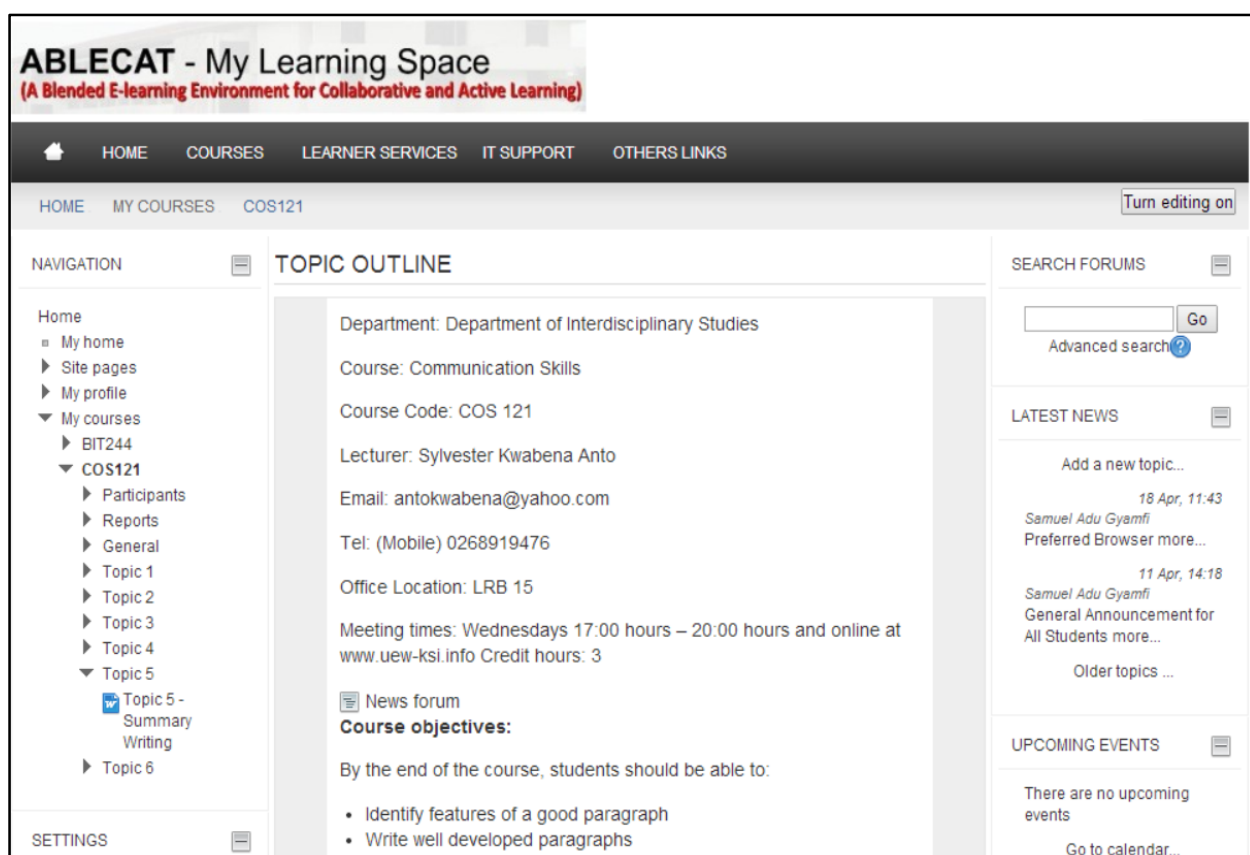 ABLECAT - My Learning Space
(A Blended E-learning Environment for Collaborative and Active Learning)
HOME COURSES LEARNER SERVICES IT SUPPORT OTHERS LINKS
HOME MY COURSES COS121
Turn editing on
NAVIGATION
Home
My home
Site pages
My profile
My courses
BIT244
COS121
Participants
Reports
General
Topic 1
Topic 2
Topic 3
Topic 4
Topic 5
Topic 5 -
Summary
Writing
Topic 6
SETTINGS
TOPIC OUTLINE
Department: Department of Interdisciplinary Studies
Course: Communication Skills
Course Code: COS 121
Lecturer: Sylvester Kwabena Anto
Email: antokwabena@yahoo.com
Tel: (Mobile) 0268919476
Office Location: LRB 15
Meeting times: Wednesdays 17:00 hours – 20:00 hours and online at
www.uew-ksi.info Credit hours: 3
News forum
Course objectives:
By the end of the course, students should be able to:
• Identify features of a good paragraph
• Write well developed paragraphs
SEARCH FORUMS
Go
Advanced search
LATEST NEWS
Add a new topic...
18 Apr, 11:43
Samuel Adu Gyamfi
Preferred Browser more...
11 Apr, 14:18
Samuel Adu Gyamfi
General Announcement for
All Students more...
Older topics ...
UPCOMING EVENTS
There are no upcoming
events
Go to calendar...